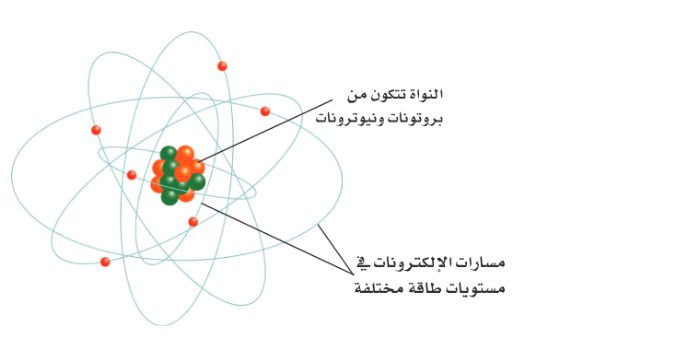 النواة تتكون من
بروتونات ونيوترونات
مسارات الإلكترونات في
مستويات طاقة مختلفة